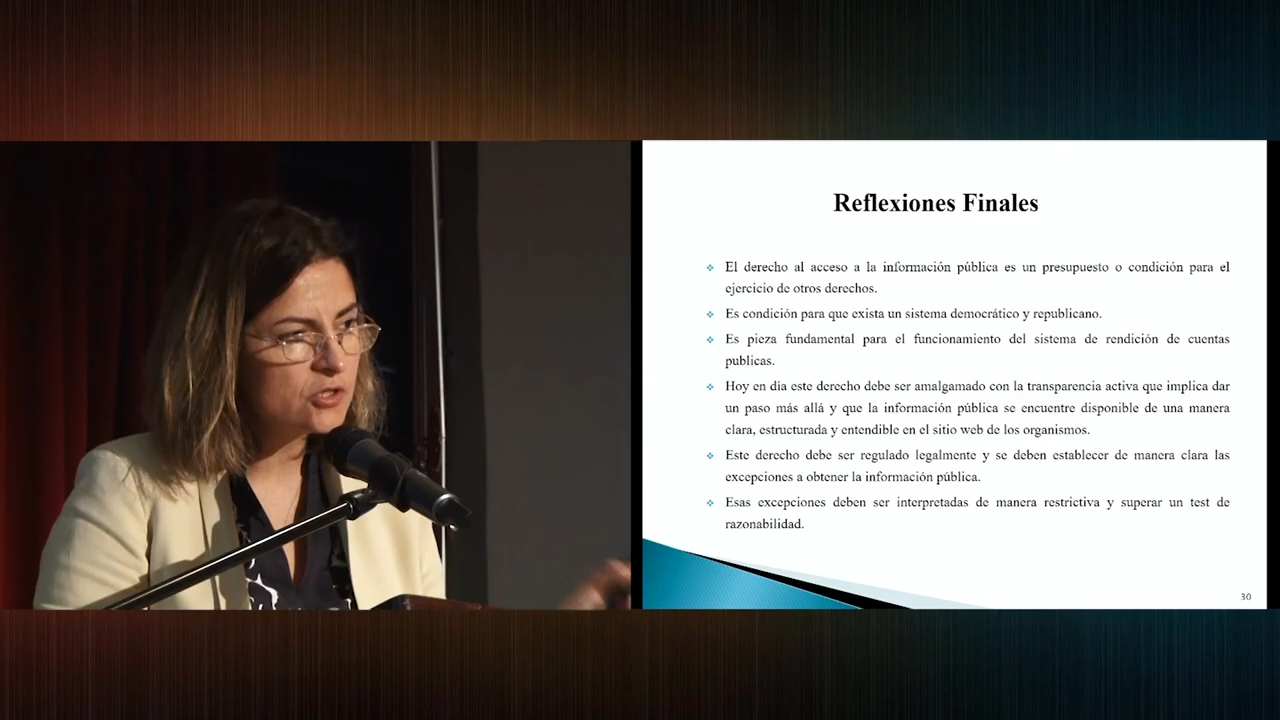 Reflexiones Finales
El derecho al acceso a la información pública es un presupuesto o condición para el
ejercicio de otros derechos.
Es condición para que exista un sistema democrático y republicano.
Es pieza fundamental para el funcionamiento del sistema de rendición de cuentas
publicas.
Hoy en día este derecho debe ser amalgamado con la transparencia activa que implica dar
un paso más allá y que la información pública se encuentre disponible de una manera
clara, estructurada y entendible en el sitio web de los organismos.
Este derecho debe ser regulado legalmente y se deben establecer de manera clara las
excepciones a obtener la información pública.
Esas excepciones deben ser interpretadas de manera restrictiva y superar un test de
razonabilidad.
30